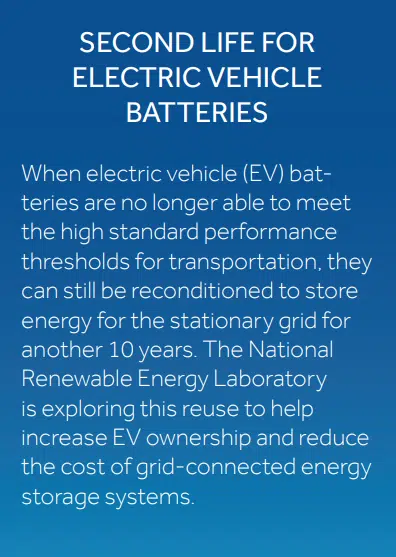 SECOND LIFE FOR
ELECTRIC VEHICLE
BATTERIES
When electric vehicle (EV) bat-
teries are no longer able to meet
the high standard performance
thresholds for transportation, they
can still be reconditioned to store
energy for the stationary grid for
another 10 years. The National
Renewable Energy Laboratory
is exploring this reuse to help
increase EV ownership and reduce
the cost of grid-connected energy
storage systems.